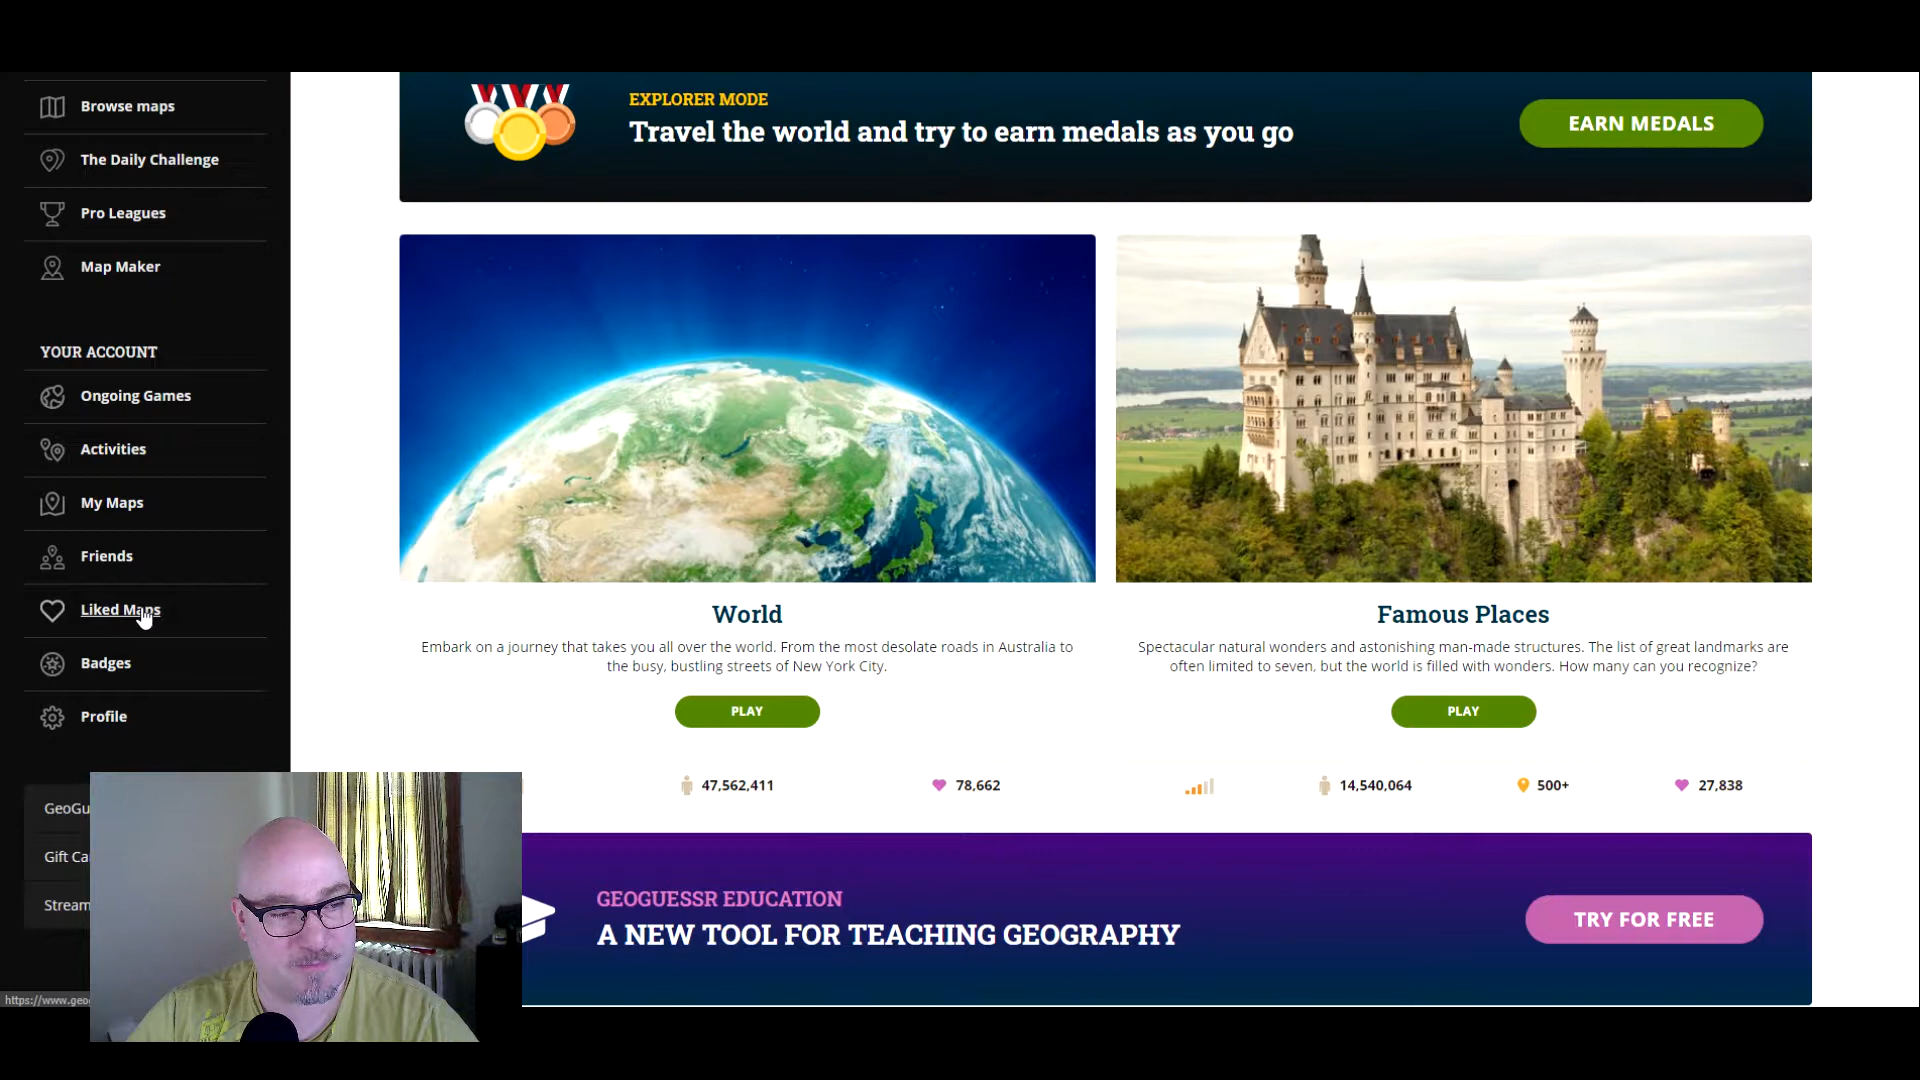 Browse maps
The Daily Challenge
Pro Leagues
Map Maker
YOUR ACCOUNT
Ongoing Games
Activities
My Maps
Friends
Liked Maps
Badges
Profile
GeoGu
Gift Ca
Stream
https://www.geo
EXPLORER MODE
Travel the world and try to earn medals as you go
EARN MEDALS
World
Embark on a journey that takes you all over the world. From the most desolate roads in Australia to
the busy, bustling streets of New York City.
PLAY
47,562,411
78,662
Famous Places
Spectacular natural wonders and astonishing man-made structures. The list of great landmarks are
often limited to seven, but the world is filled with wonders. How many can you recognize?
PLAY
14,540,064
500+
27,838
GEOGUESSR EDUCATION
A NEW TOOL FOR TEACHING GEOGRAPHY
TRY FOR FREE